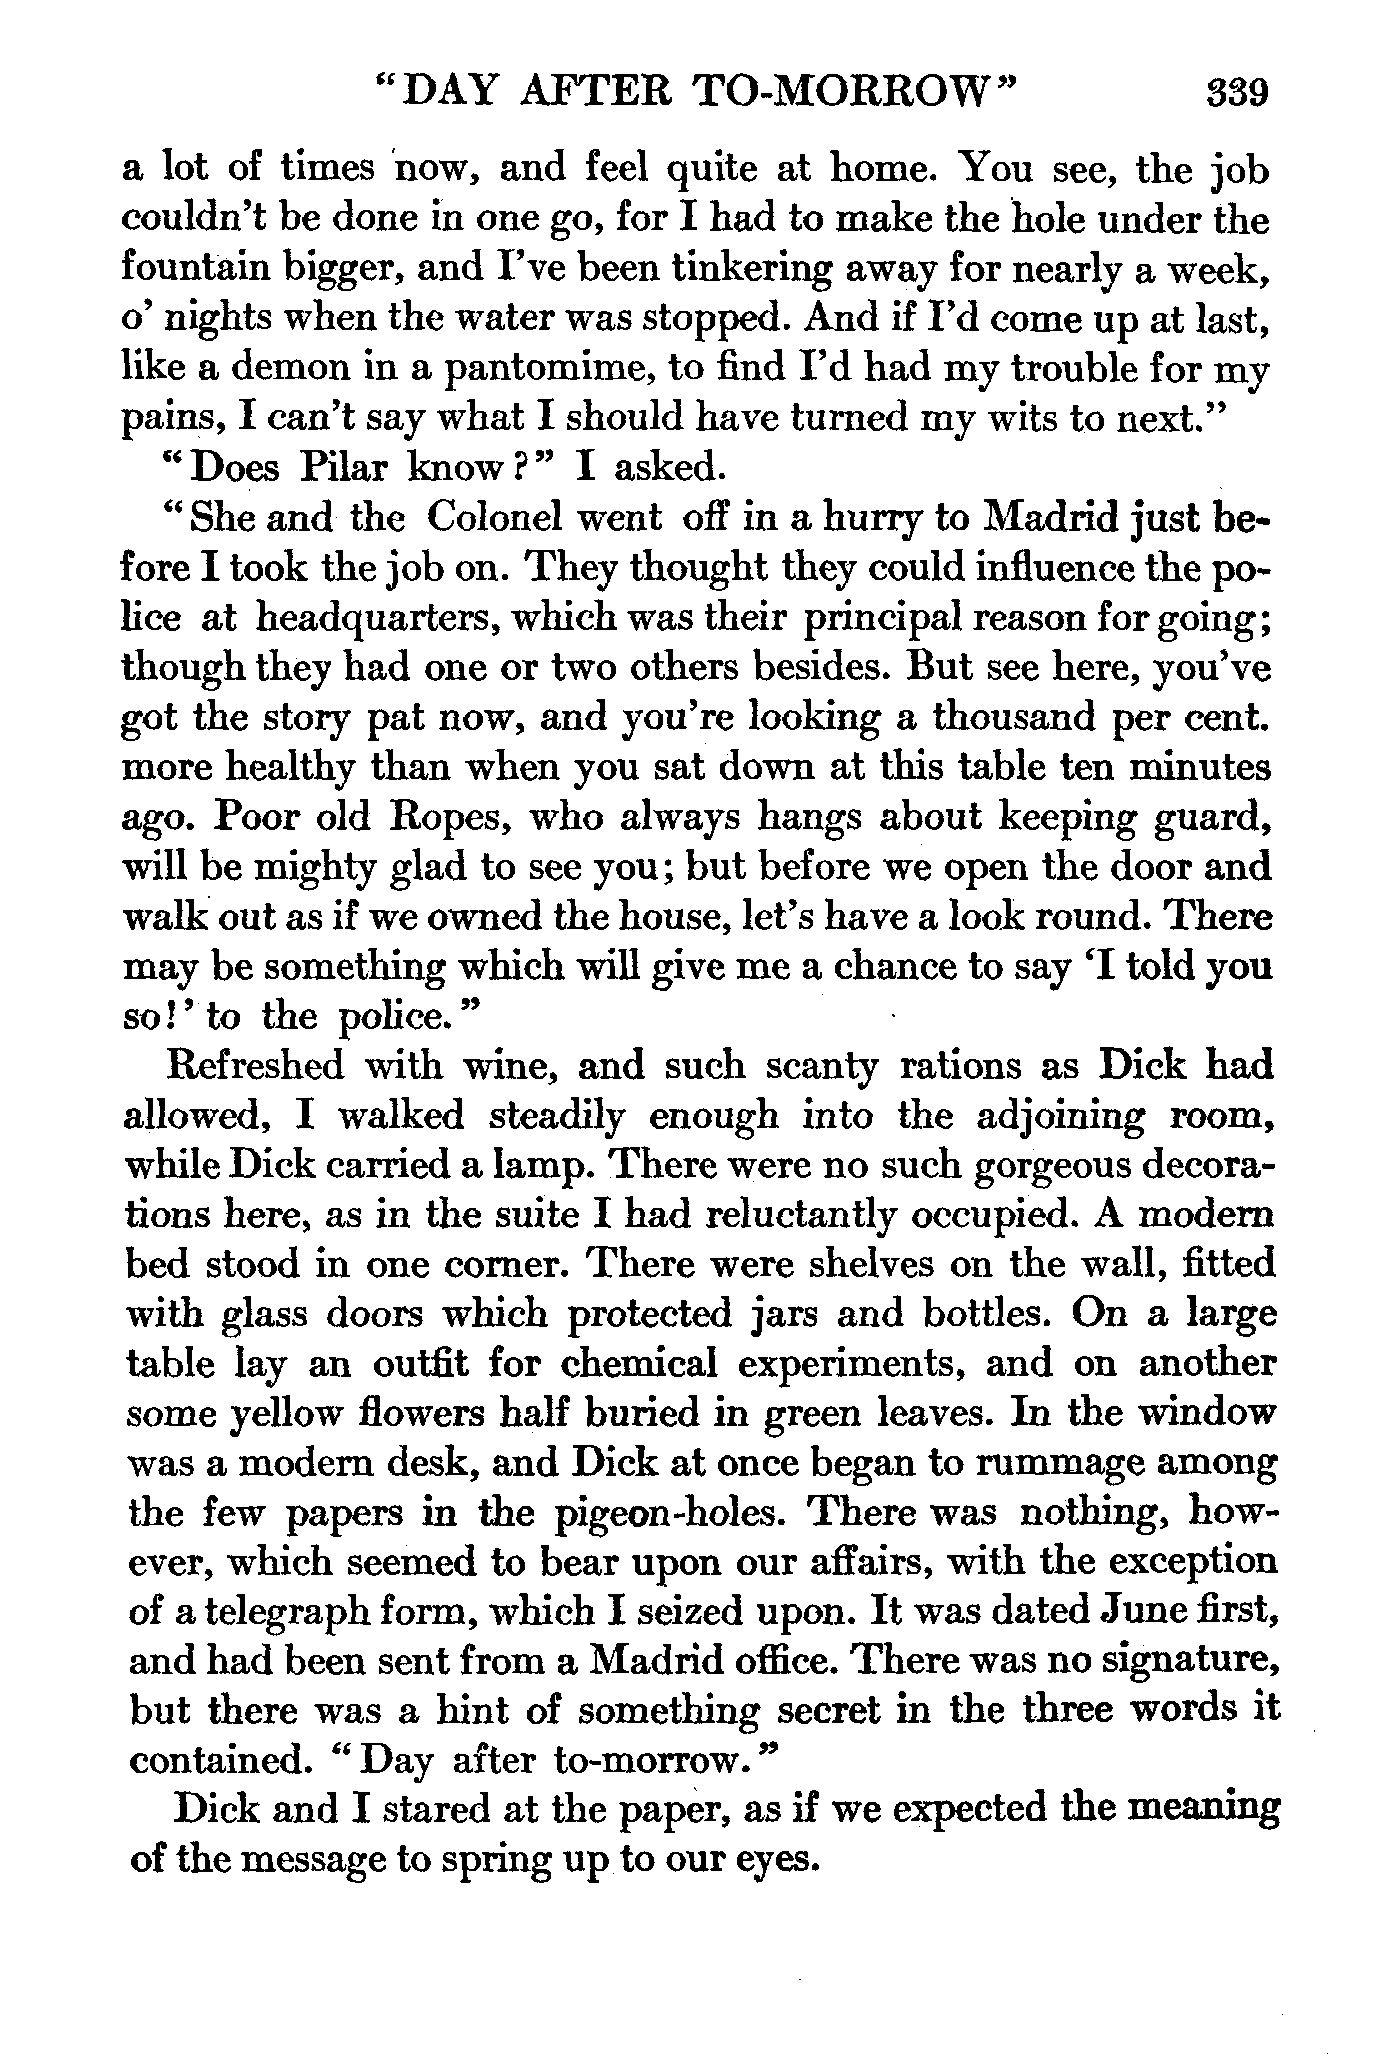 "DAY AFTER TO-MORROW" 339
a lot of times now, and feel quite at home. You see, the job
couldn't be done in one go, for I had to make the hole under the
fountain bigger, and I've been tinkering away for nearly a week,
o' nights when the water was stopped. And if I'd come up at last,
like a demon in a pantomime, to find I'd had my trouble for my
pains, I can't say what I should have turned my wits to next."
"Does Pilar know?" I asked.
"She and the Colonel went off in a hurry to Madrid just be-
fore I took the job on. They thought they could influence the po-
lice at headquarters, which was their principal reason for going;
though they had one or two others besides. But see here, you've
got the story pat now, and you're looking a thousand per cent.
more healthy than when you sat down at this table ten minutes
ago. Poor old Ropes, who always hangs about keeping guard,
will be mighty glad to see you; but before we open the door and
walk out as if we owned the house, let's have a look round. There
may be something which will give me a chance to say 'I told you
so!' to the police."
Refreshed with wine, and such scanty rations as Dick had
allowed, I walked steadily enough into the adjoining room,
while Dick carried a lamp. There were no such gorgeous decora-
tions here, as in the suite I had reluctantly occupied. A modern
bed stood in one corner. There were shelves on the wall, fitted
with glass doors which protected jars and bottles. On a large
table lay an outfit for chemical experiments, and on another
some yellow flowers half buried in green leaves. In the window
was a modern desk, and Dick at once began to rummage among
the few papers in the pigeon-holes. There was nothing, how-
ever, which seemed to bear upon our affairs, with the exception
of a telegraph form, which I seized upon. It was dated June first,
and had been sent from a Madrid office. There was no signature,
but there was a hint of something secret in the three words it
contained. "Day after to-morrow."
Dick and I stared at the paper, as if we expected the meaning
of the message to spring up to our eyes.